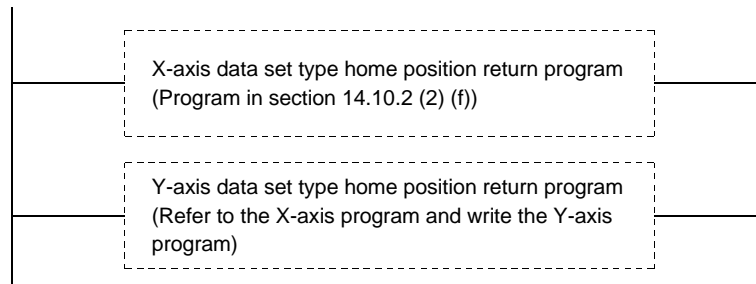 X-axis data set type home position return program
(Program in section 14.10.2 (2) (f))
Y-axis data set type home position return program
(Refer to the X-axis program and write the Y-axis
program)